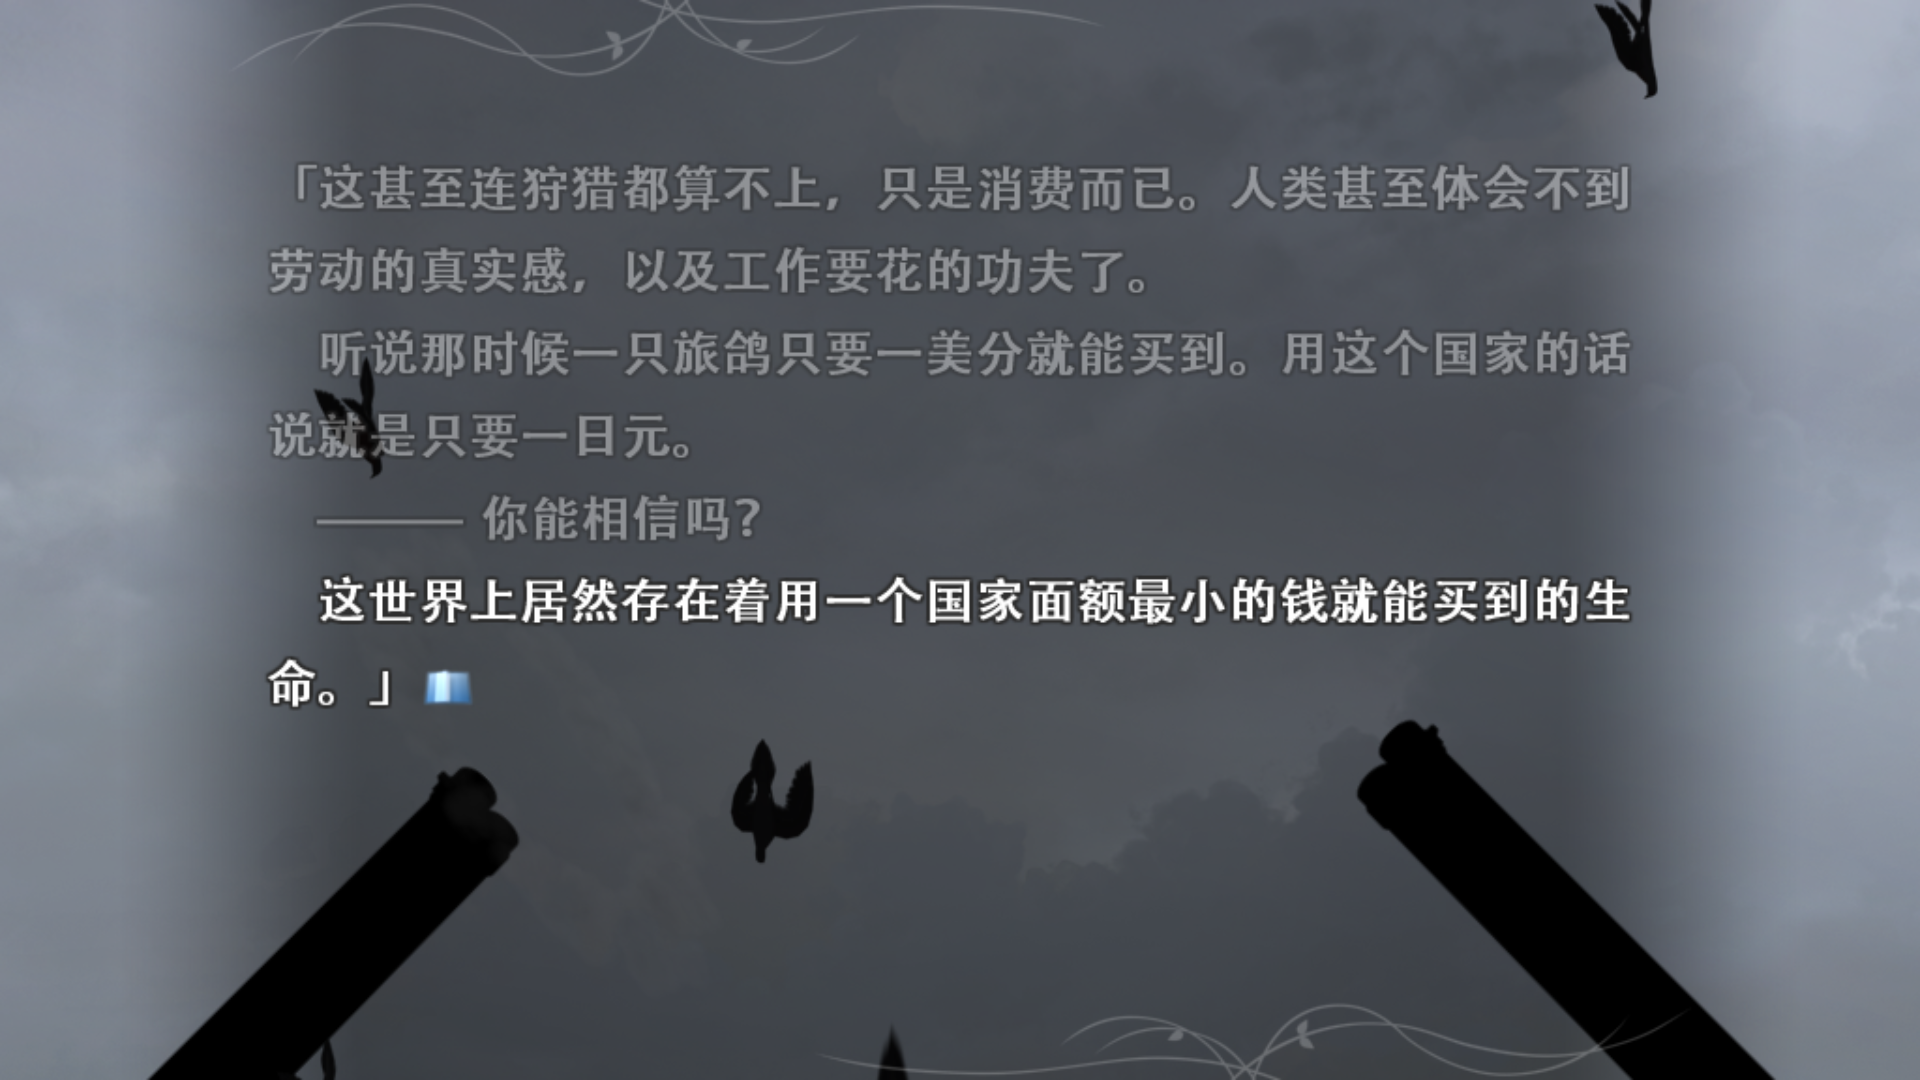 「这甚至连狩猎都算不上，只是消费而已。人类甚至体会不到
劳动的真实感，以及工作要花的功夫了。
听说那时候一只旅鸽只要一美分就能买到。用这个国家的话
说就是只要一日元。
——— 你能相信吗？
这世界上居然存在着用一个国家面额最小的钱就能买到的生
命。」